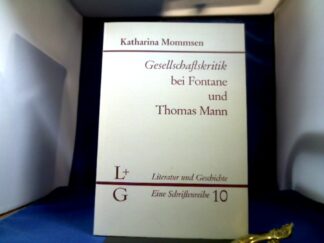 Katharina Mommsen
Gesellschaftskritik
bei Fontane
und
Thomas Mann
L+
Literatur und Geschichte
G
Eine Schriftenreihe 10